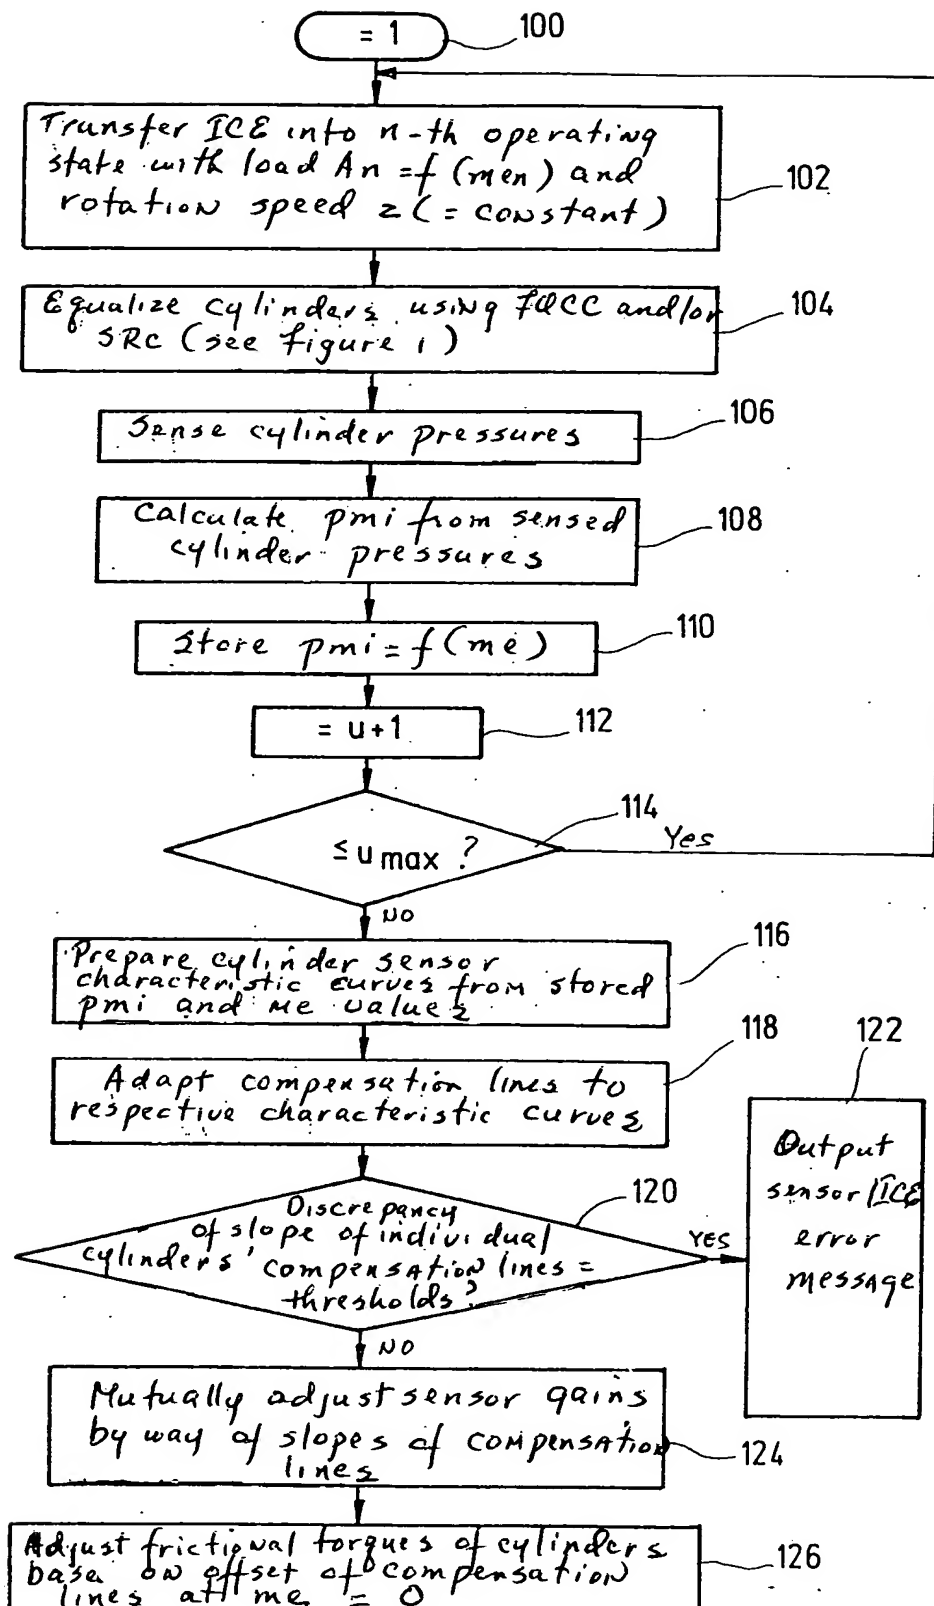 = 1
100
Transfer ICE into n-th operating
state with load An = f (men) and
rotation speed z (= constant)
102
Equalize cylinders using FQCC and/or
SRC (see figure 1)
104
Sense cylinder pressures
106
Calculate pmi from sensed
cylinder pressures
108
Store pmi = f (me)
110
= u+1
112
≤ u max ?
114
Yes
NO
Prepare cylinder sensor
characteristic curves from stored
pmi and me values
116
Adapt compensation lines to
respective characteristic curves
118
122
Output
sensor/ICE
error
message
Discrepancy
of slope of individual
cylinders' compensation lines =
thresholds?
120
YES
NO
Mutually adjust sensor gains
by way of slopes of compensation
lines
124
Adjust frictional torques of cylinders
base on offset of compensation
lines at me = 0
126